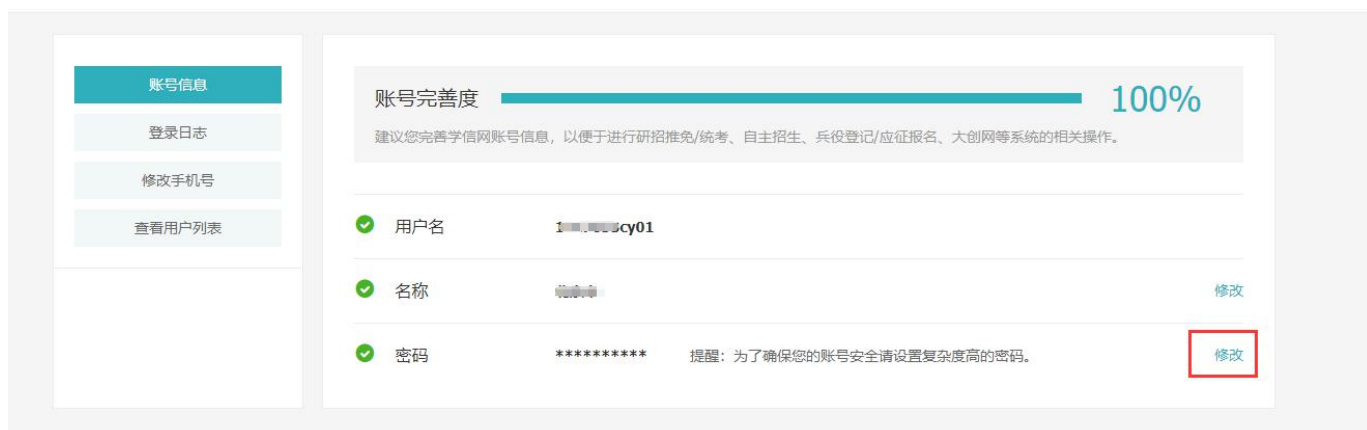 账号信息
登录日志
修改手机号
查看用户列表
账号完善度 100%
建议您完善学信网账号信息，以便于进行研招推免/统考、自主招生、兵役登记/应征报名、大创网等系统的相关操作。
用户名 cy01
名称 修改
密码 ********** 提醒：为了确保您的账号安全请设置复杂度高的密码。 修改